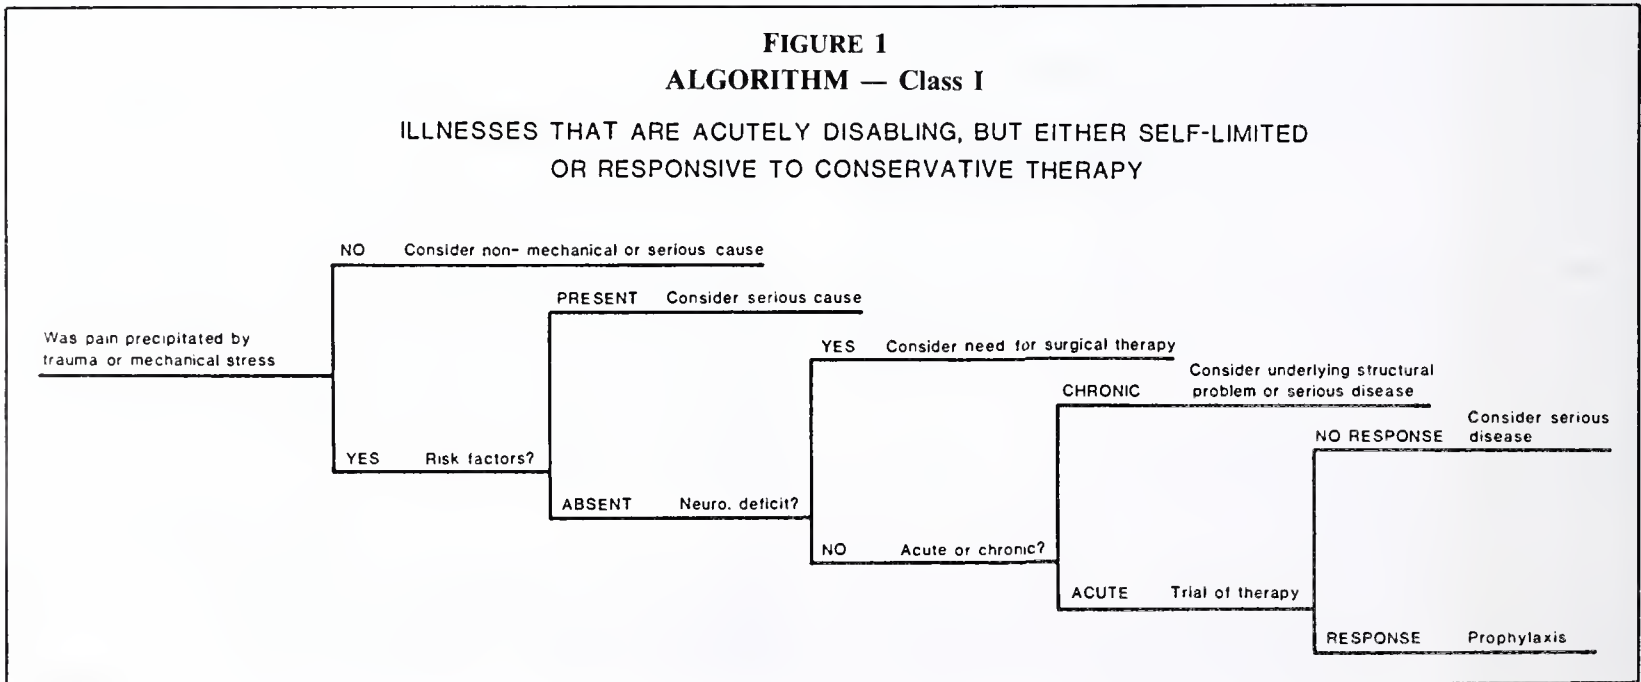 FIGURE 1
ALGORITHM — Class I
ILLNESSES THAT ARE ACUTELY DISABLING, BUT EITHER SELF-LIMITED
OR RESPONSIVE TO CONSERVATIVE THERAPY
NO Consider non- mechanical or serious cause
PRESENT Consider serious cause
Was pain precipitated by
trauma or mechanical stress
YES Consider need for surgical therapy
CHRONIC Consider underlying structural
problem or serious disease
NO RESPONSE Consider serious
disease
YES Risk factors?
ABSENT Neuro. deficit?
NO Acute or chronic?
ACUTE Trial of therapy
RESPONSE Prophylaxis